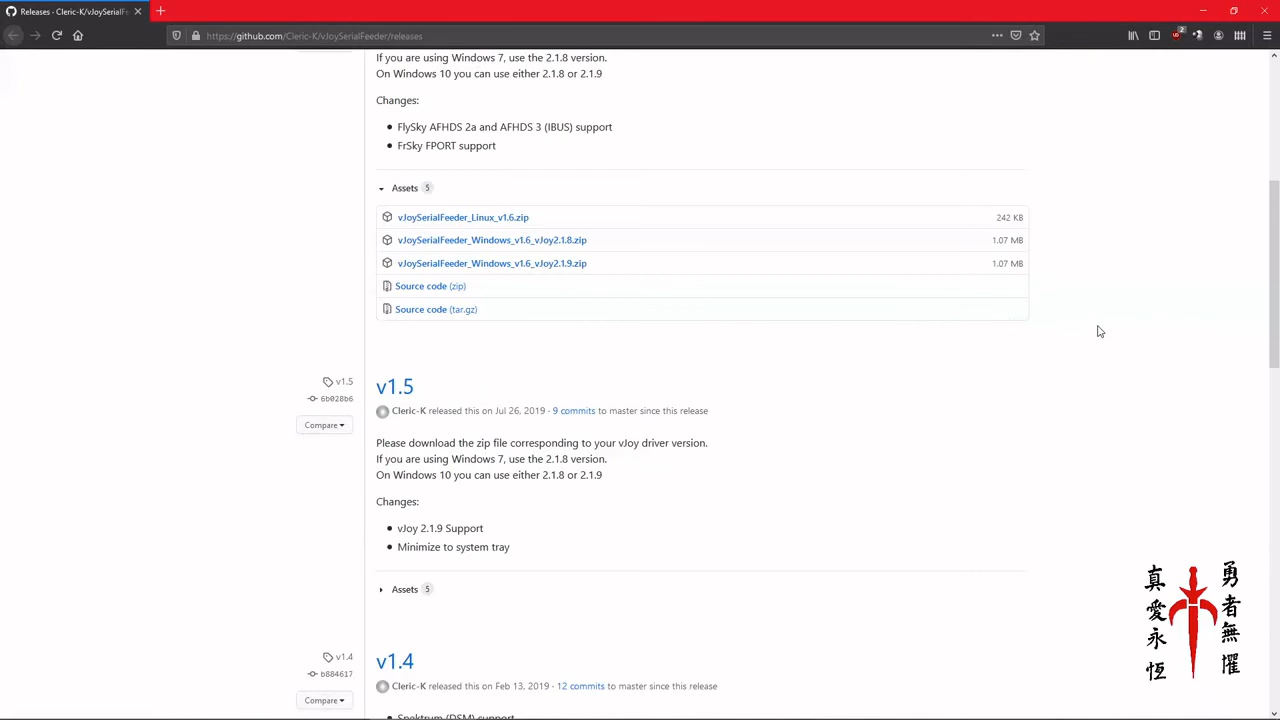 Releases · Cleric-K/vJoySerialFe
https://github.com/Cleric-K/vJoySerialFeeder/releases
2
If you are using Windows 7, use the 2.1.8 version.
On Windows 10 you can use either 2.1.8 or 2.1.9
Changes:
FlySky AFHDS 2a and AFHDS 3 (IBUS) support
FrSky FPORT support
Assets 5
vJoySerialFeeder_Linux_v1.6.zip 242 KB
vJoySerialFeeder_Windows_v1.6_vJoy2.1.8.zip 1.07 MB
vJoySerialFeeder_Windows_v1.6_vJoy2.1.9.zip 1.07 MB
Source code (zip)
Source code (tar.gz)
v1.5
6b028b6
Compare
v1.5
Cleric-K released this on Jul 26, 2019 · 9 commits to master since this release
Please download the zip file corresponding to your vJoy driver version.
If you are using Windows 7, use the 2.1.8 version.
On Windows 10 you can use either 2.1.8 or 2.1.9
Changes:
vJoy 2.1.9 Support
Minimize to system tray
Assets 5
v1.4
b884617
Compare
v1.4
Cleric-K released this on Feb 13, 2019 · 12 commits to master since this release
Spektrum (DSM) support
勇者無懼
真愛永恆